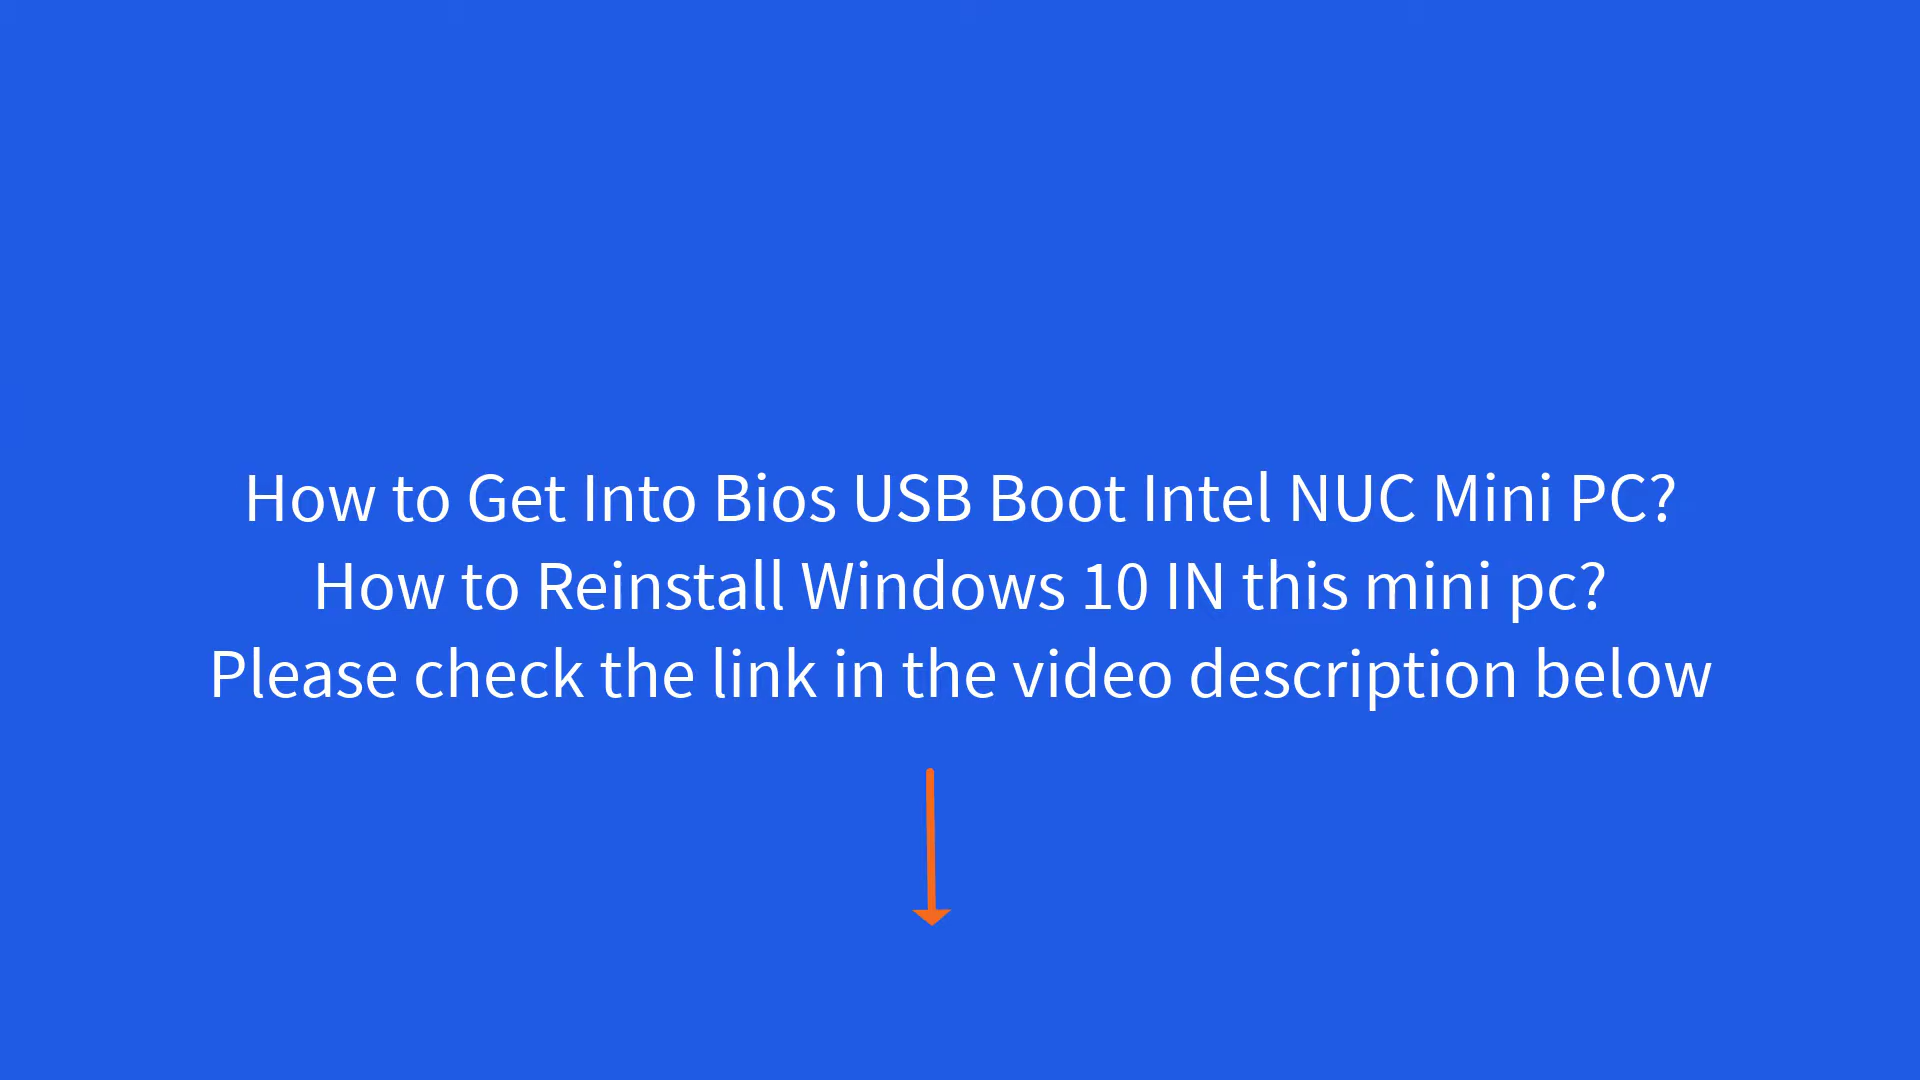 How to Get Into Bios USB Boot Intel NUC Mini PC?
How to Reinstall Windows 10 IN this mini pc?
Please check the link in the video description below